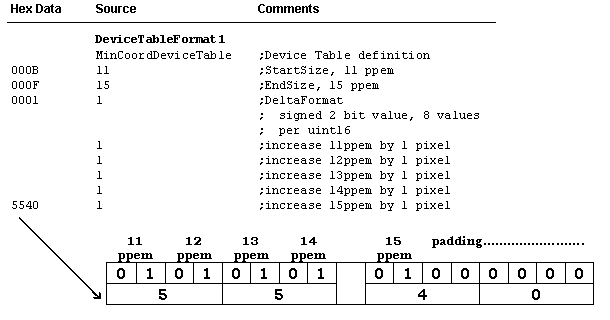 Hex Data Source Comments
DeviceTableFormat1
MinCoordDeviceTable ;Device Table definition
000B 11 ;StartSize, 11 ppem
000F 15 ;EndSize, 15 ppem
0001 1 ;DeltaFormat
; signed 2 bit value, 8 values
; per uint16
1 ;increase 11ppem by 1 pixel
1 ;increase 12ppem by 1 pixel
1 ;increase 13ppem by 1 pixel
1 ;increase 14ppem by 1 pixel
5540 1 ;increase 15ppem by 1 pixel
11 12 13 14 15 padding..........................
ppem ppem ppem ppem ppem
0 1 0 1 0 1 0 1 0 1 0 0 0 0 0 0
5 5 4 0